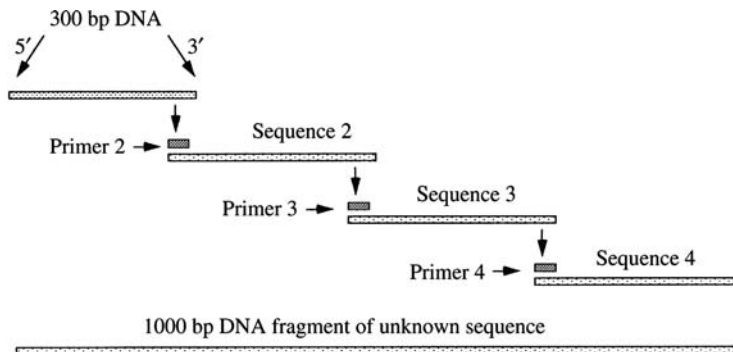 300 bp DNA
5′ 3′
Primer 2 Sequence 2
Primer 3 Sequence 3
Primer 4 Sequence 4
1000 bp DNA fragment of unknown sequence